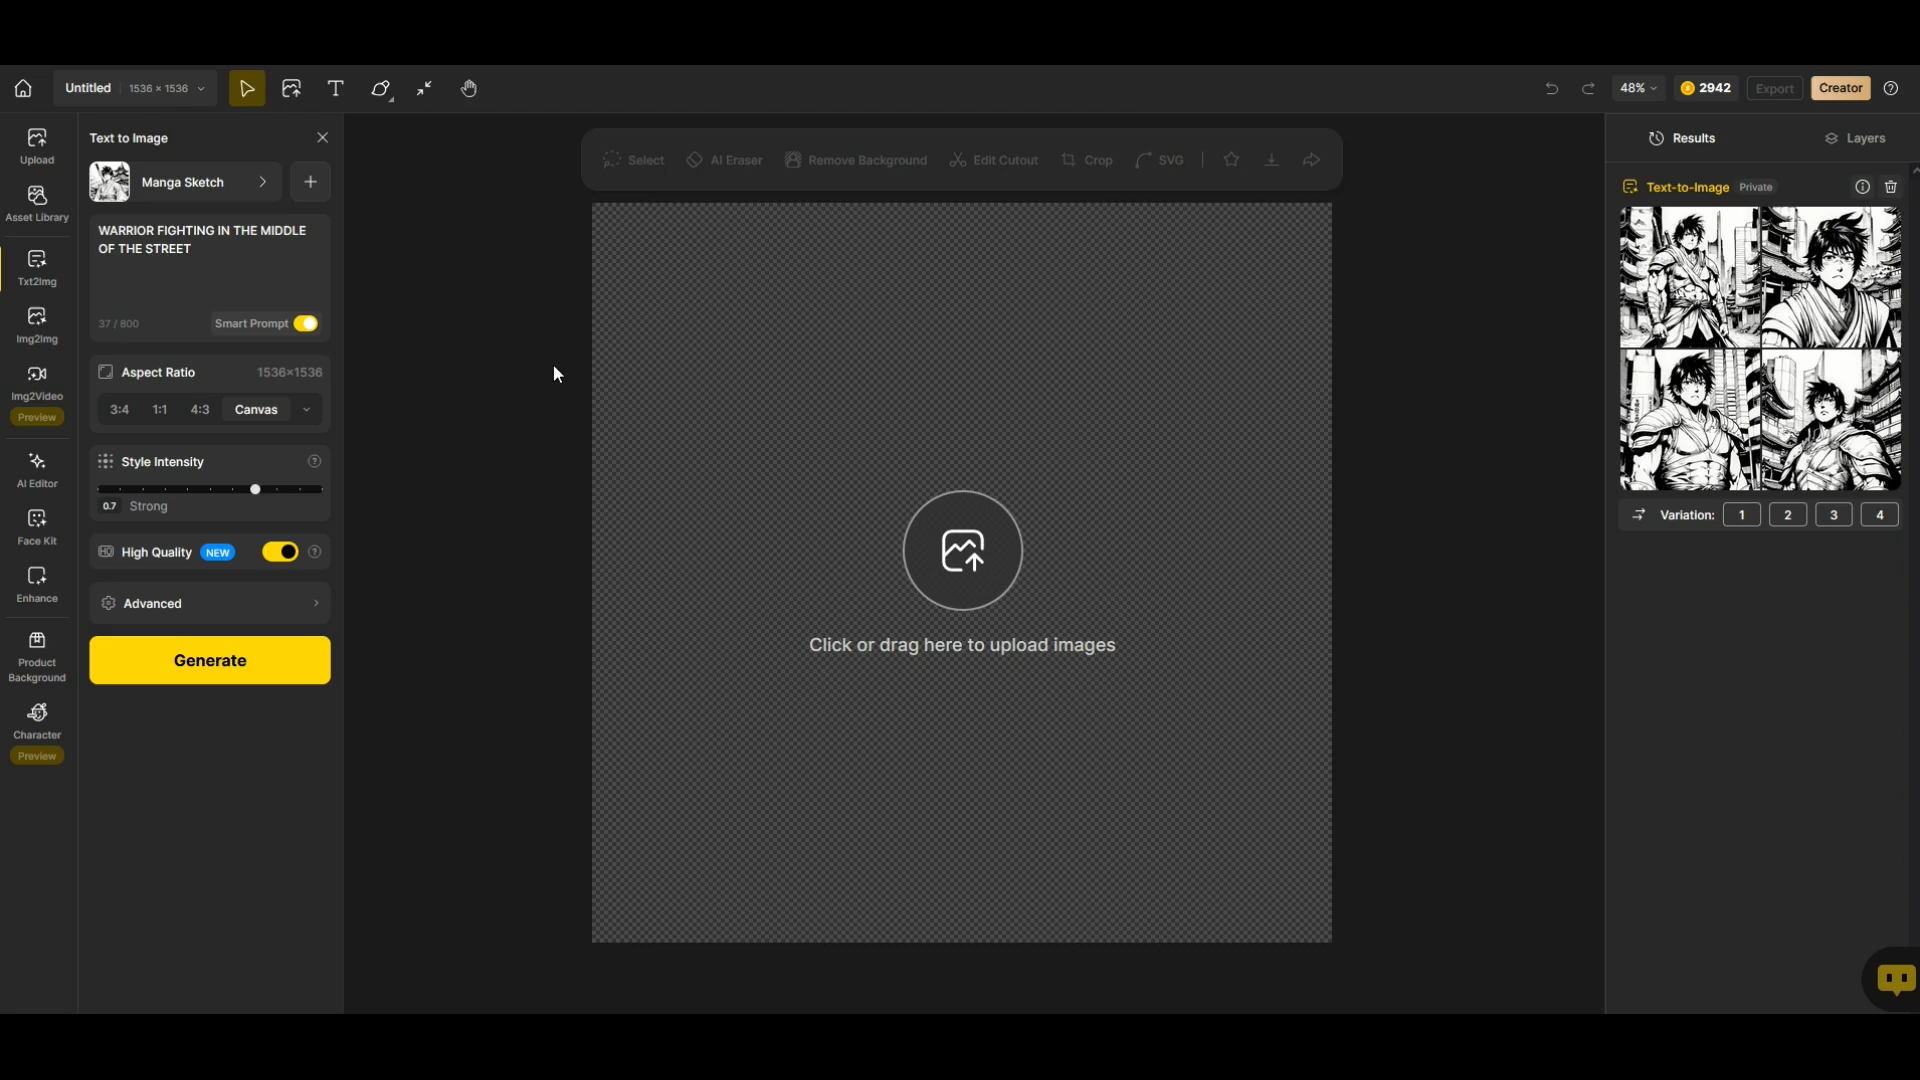 Untitled 1536 × 1536
48%
2942
Export
Creator
Upload
Asset Library
Txt2Img
Img2Img
Img2Video
Preview
AI Editor
Face Kit
Enhance
Product
Background
Character
Preview
Text to Image
Manga Sketch
WARRIOR FIGHTING IN THE MIDDLE
OF THE STREET
37 / 800 Smart Prompt
Aspect Ratio 1536×1536
3:4 1:1 4:3 Canvas
Style Intensity
0.7 Strong
HD High Quality NEW
Advanced
Generate
Select AI Eraser Remove Background Edit Cutout Crop SVG
Click or drag here to upload images
Results Layers
Text-to-Image Private
Variation: 1 2 3 4